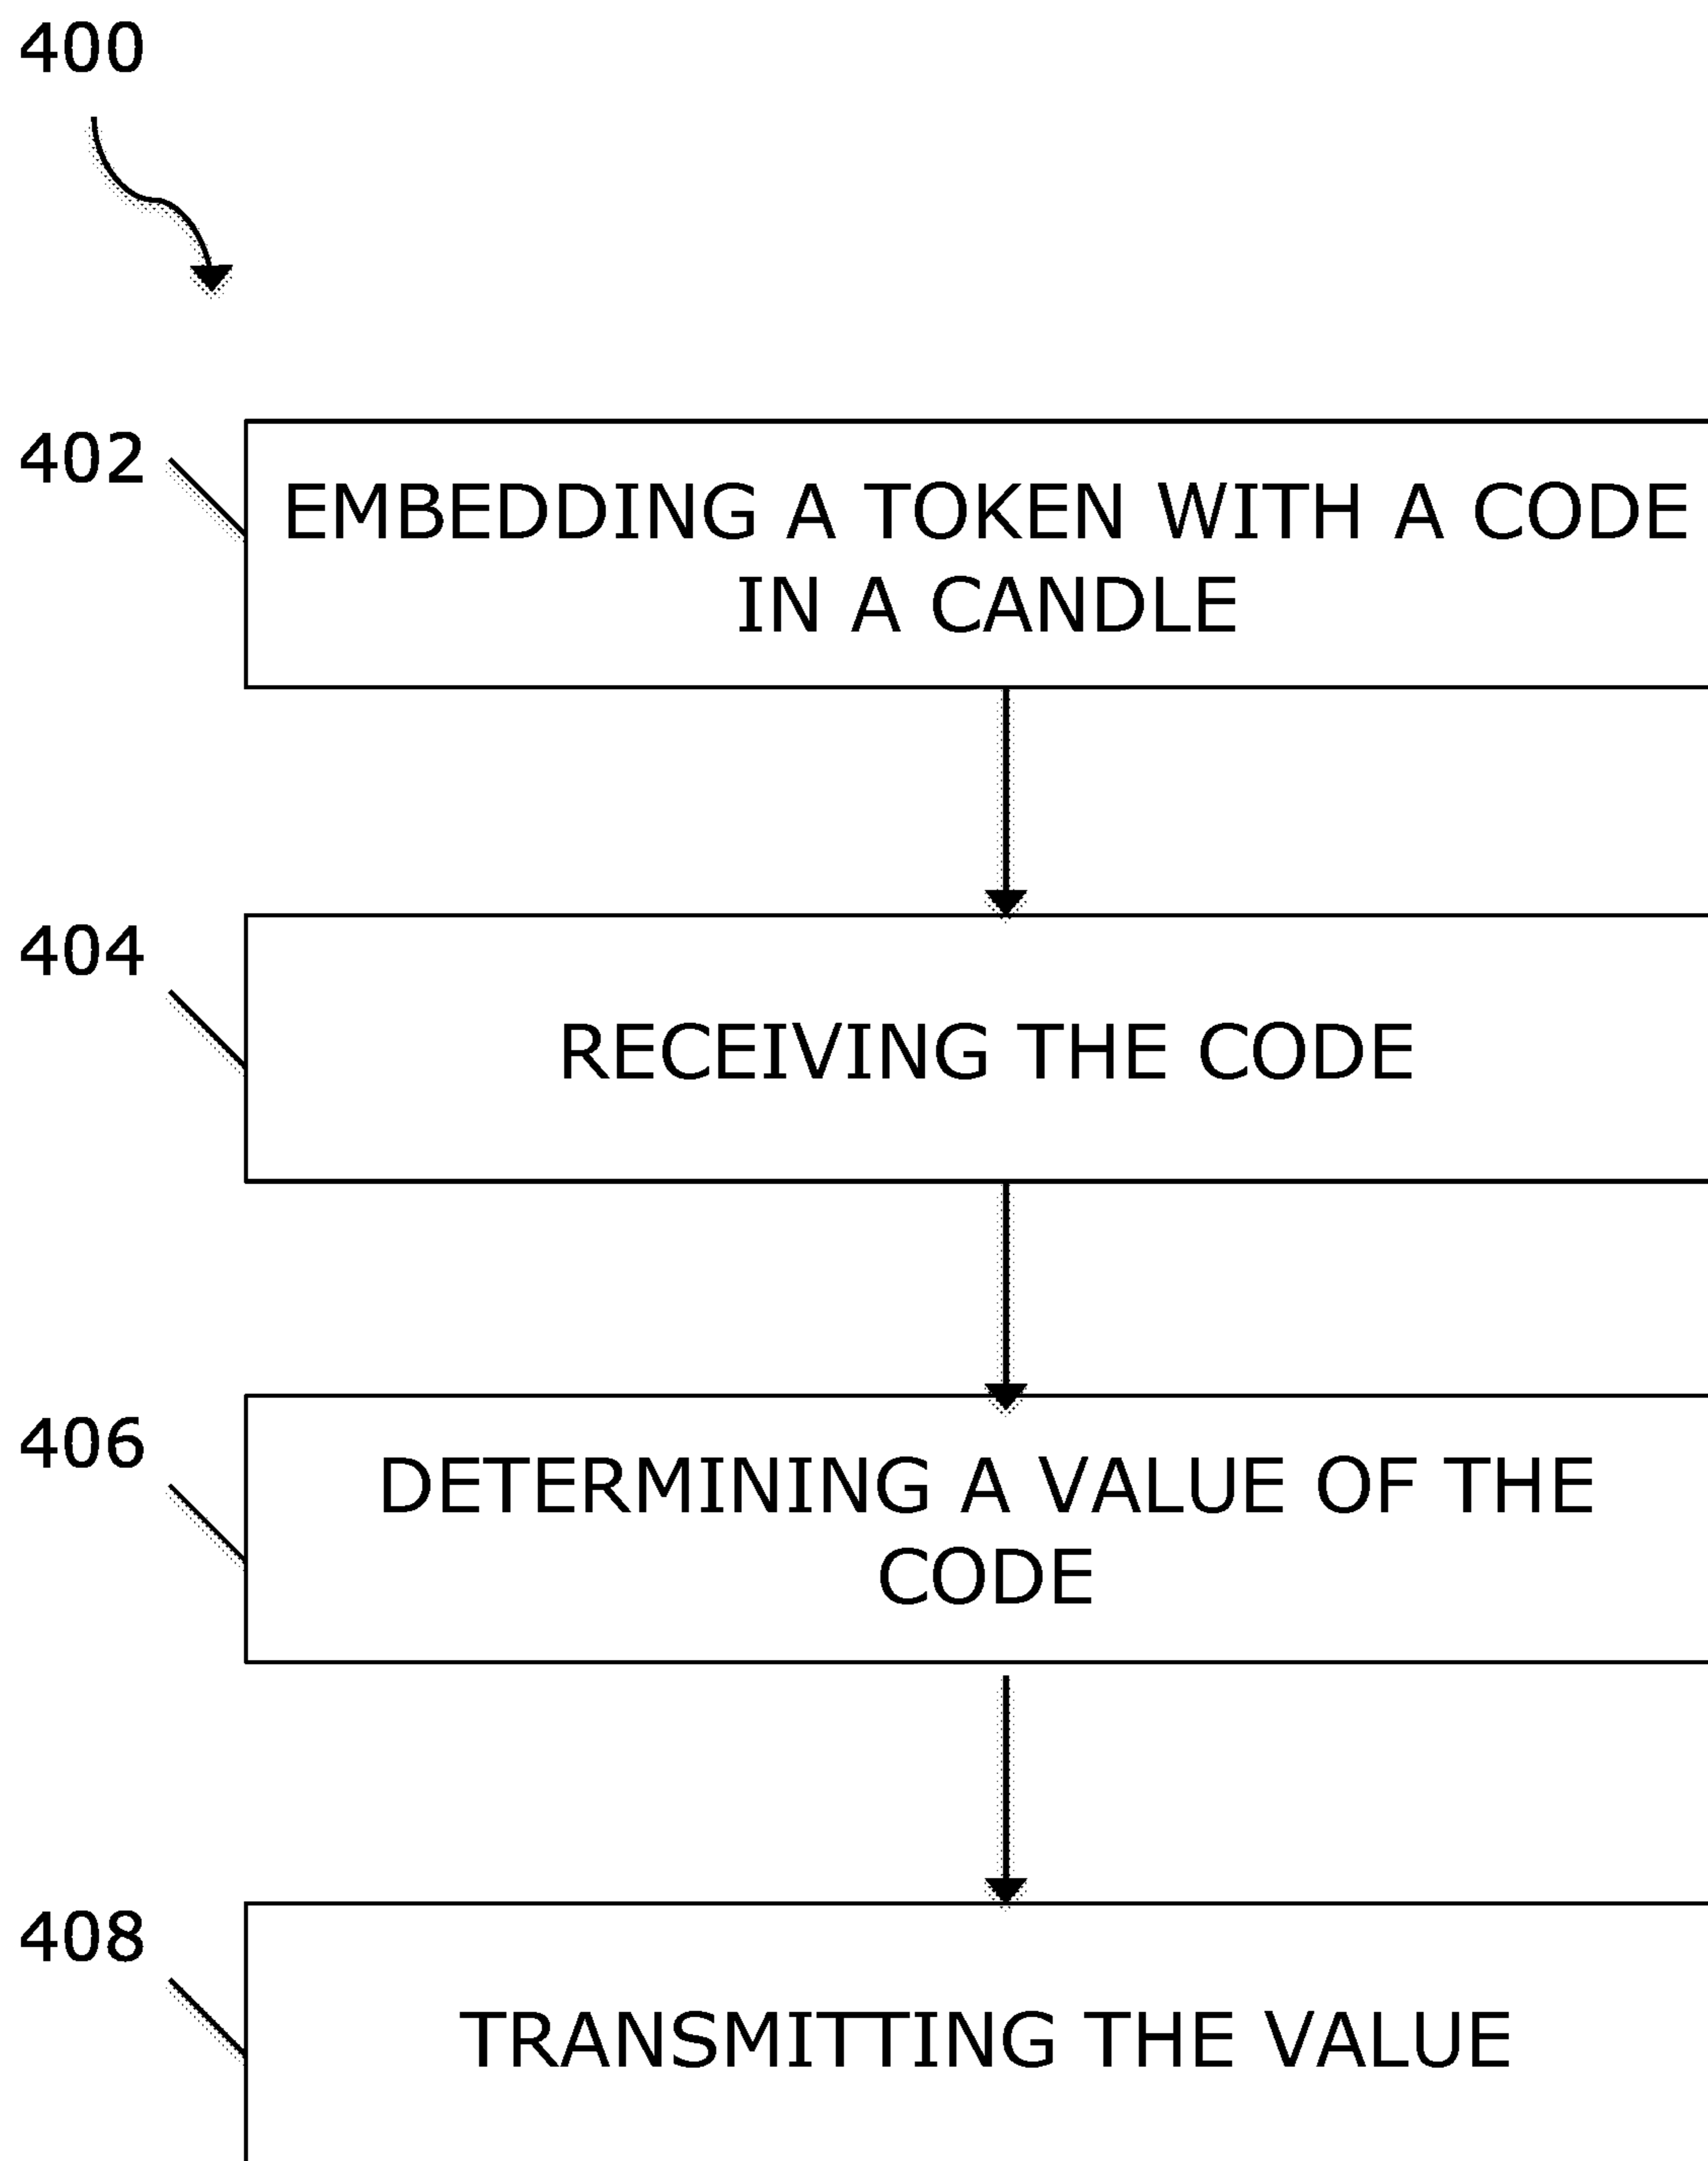 400
402
EMBEDDING A TOKEN WITH A CODE
IN A CANDLE
404
RECEIVING THE CODE
406
DETERMINING A VALUE OF THE
CODE
408
TRANSMITTING THE VALUE